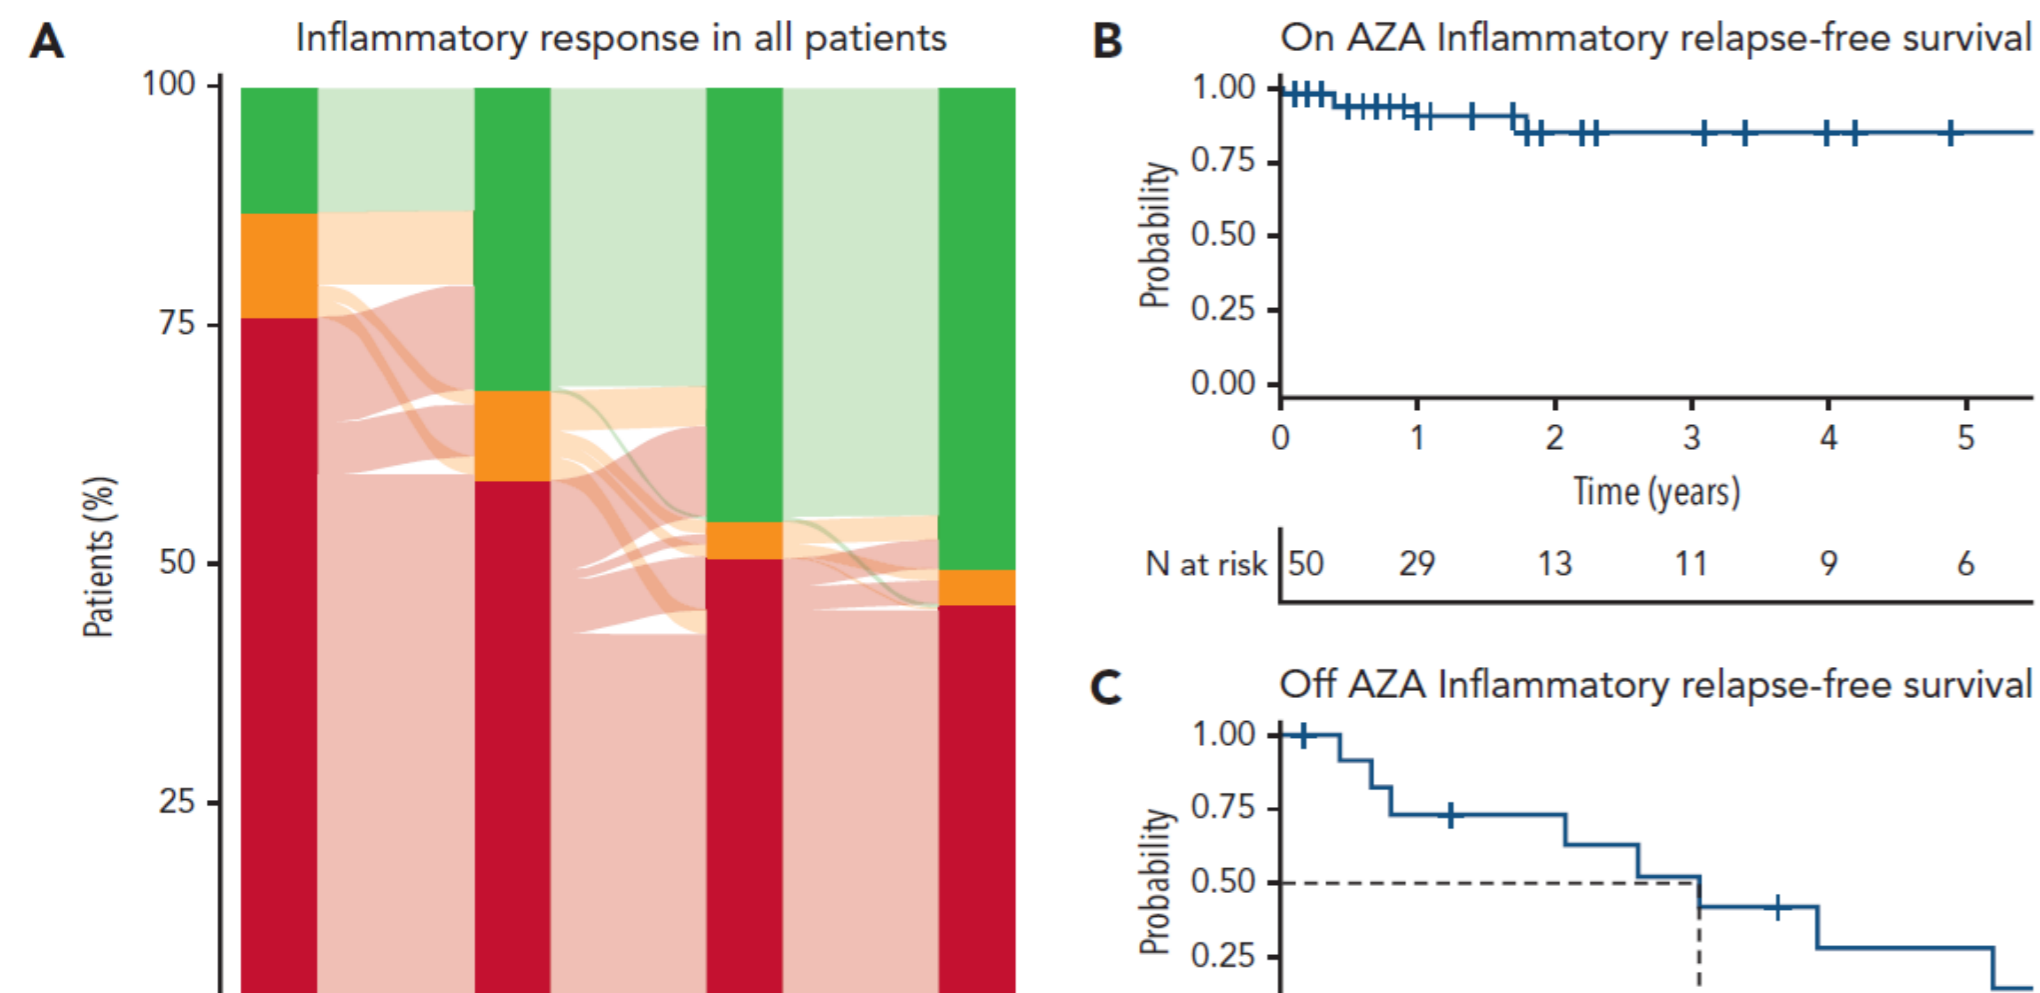 A
Inflammatory response in all patients
100
75
50
25
Patients (%)
B
On AZA Inflammatory relapse-free survival
1.00
0.75
0.50
0.25
0.00
Probability
0 1 2 3 4 5
Time (years)
N at risk 50 29 13 11 9 6
C
Off AZA Inflammatory relapse-free survival
1.00
0.75
0.50
0.25
Probability